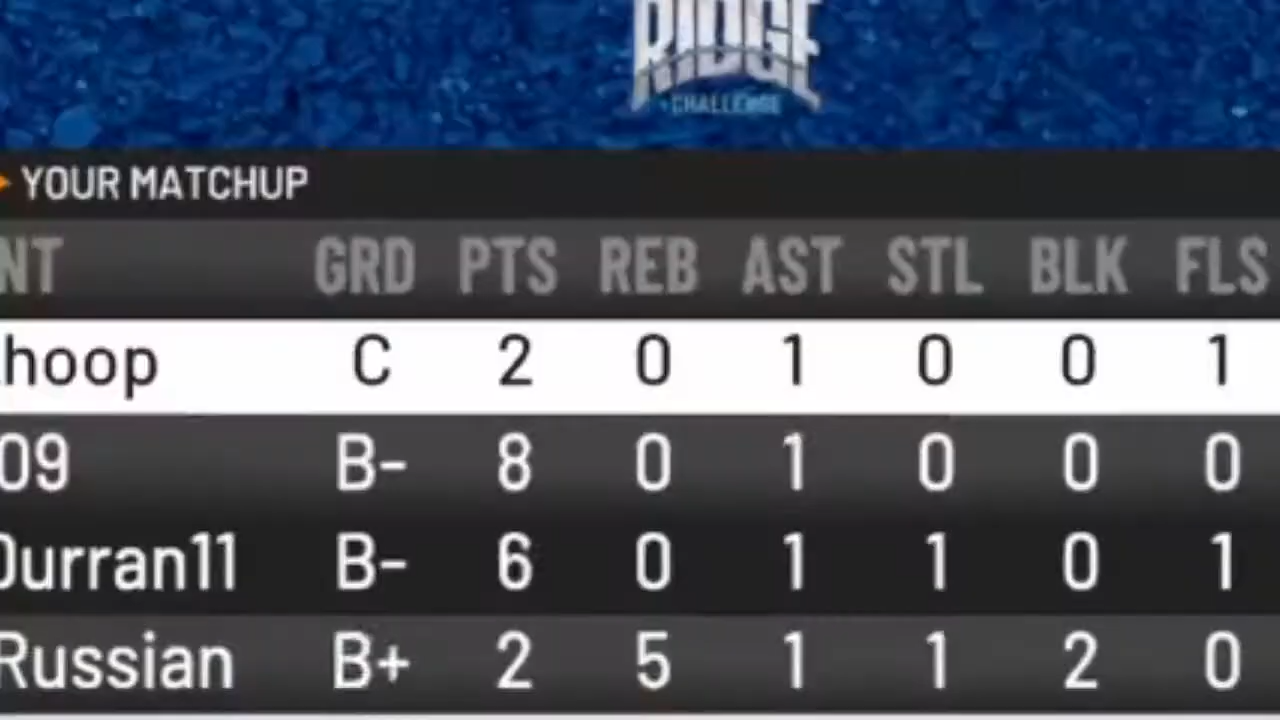 RIDGE
CHALLENGE
YOUR MATCHUP
NT GRD PTS REB AST STL BLK FLS
hoop C 2 0 1 0 0 1
09 B- 8 0 1 0 0 0
Durran11 B- 6 0 1 1 0 1
Russian B+ 2 5 1 1 2 0